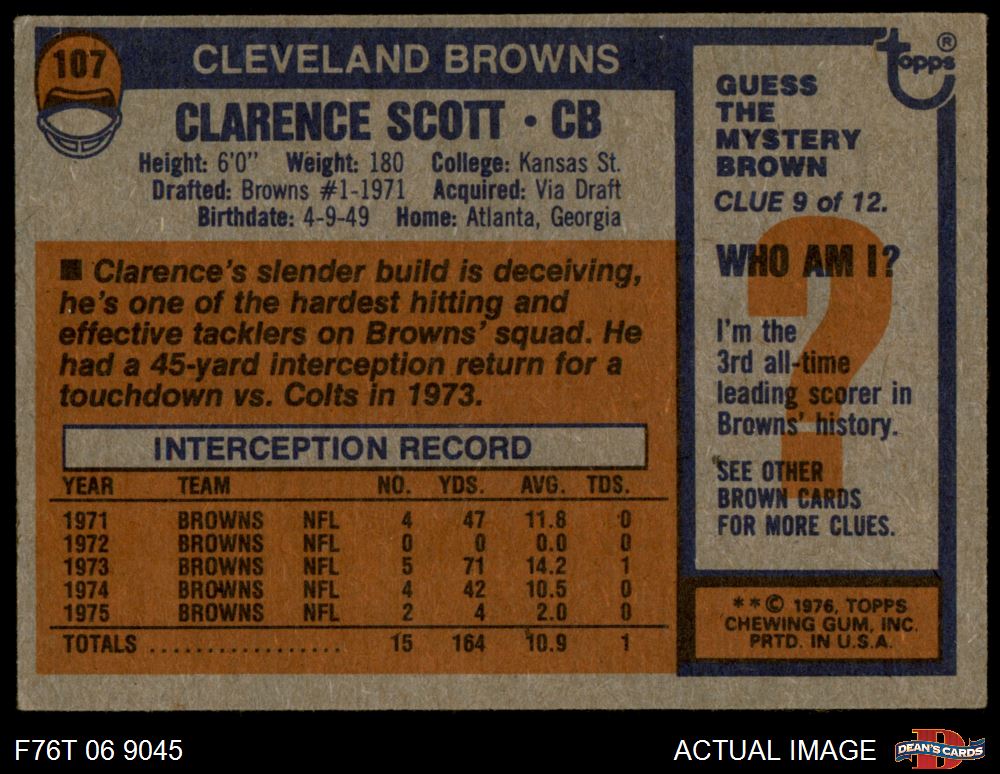 107
CLEVELAND BROWNS
CLARENCE SCOTT • CB
Height: 6'0" Weight: 180 College: Kansas St.
Drafted: Browns #1-1971 Acquired: Via Draft
Birthdate: 4-9-49 Home: Atlanta, Georgia
■ Clarence's slender build is deceiving,
he's one of the hardest hitting and
effective tacklers on Browns' squad. He
had a 45-yard interception return for a
touchdown vs. Colts in 1973.
INTERCEPTION RECORD
YEAR TEAM NO. YDS. AVG. TDS.
1971 BROWNS NFL 4 47 11.8 0
1972 BROWNS NFL 0 0 0.0 0
1973 BROWNS NFL 5 71 14.2 1
1974 BROWNS NFL 4 42 10.5 0
1975 BROWNS NFL 2 4 2.0 0
TOTALS .................. 15 164 10.9 1
topps ®
GUESS
THE
MYSTERY
BROWN
CLUE 9 of 12.
?
WHO AM I?
I'm the
3rd all-time
leading scorer in
Browns' history.
SEE OTHER
BROWN CARDS
FOR MORE CLUES.
**© 1976, TOPPS
CHEWING GUM, INC.
PRTD. IN U.S.A.
F76T 06 9045
ACTUAL IMAGE
D
DEAN'S CARDS